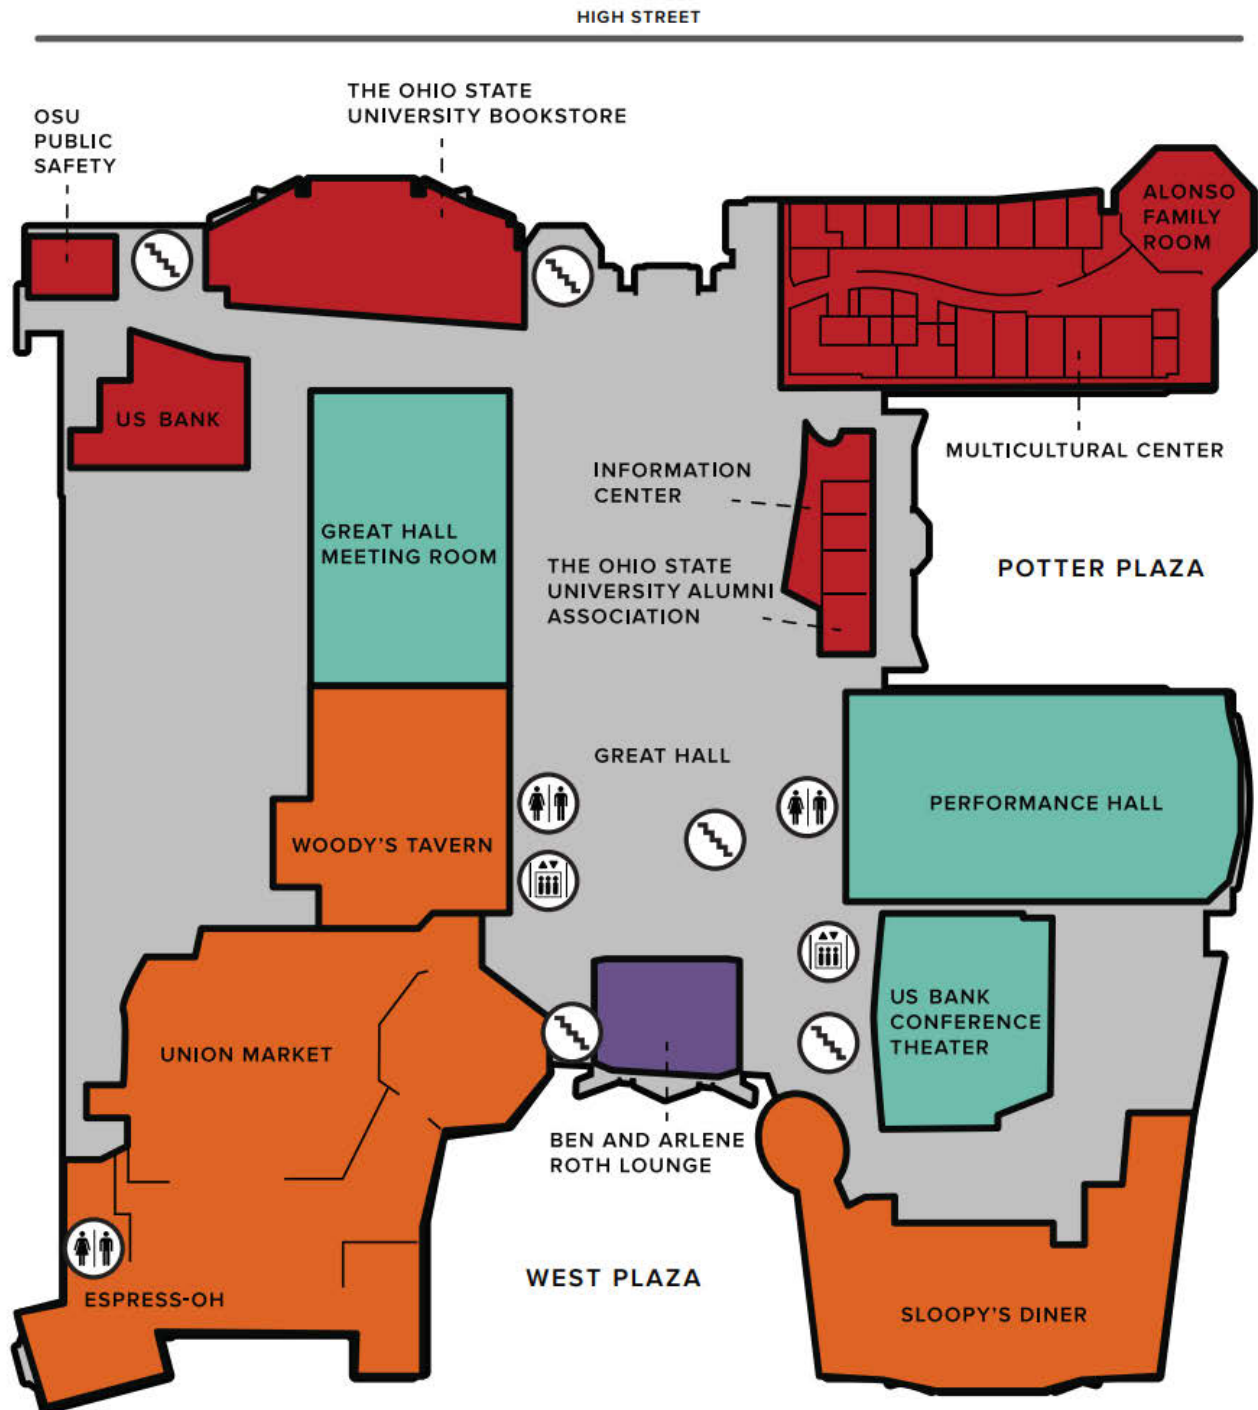 HIGH STREET
THE OHIO STATE
UNIVERSITY BOOKSTORE
OSU
PUBLIC
SAFETY
ALONSO
FAMILY
ROOM
US BANK
MULTICULTURAL CENTER
INFORMATION
CENTER
GREAT HALL
MEETING ROOM
THE OHIO STATE
UNIVERSITY ALUMNI
ASSOCIATION
POTTER PLAZA
GREAT HALL
PERFORMANCE HALL
WOODY'S TAVERN
US BANK
CONFERENCE
THEATER
UNION MARKET
BEN AND ARLENE
ROTH LOUNGE
WEST PLAZA
ESPRESS-OH
SLOOPY'S DINER